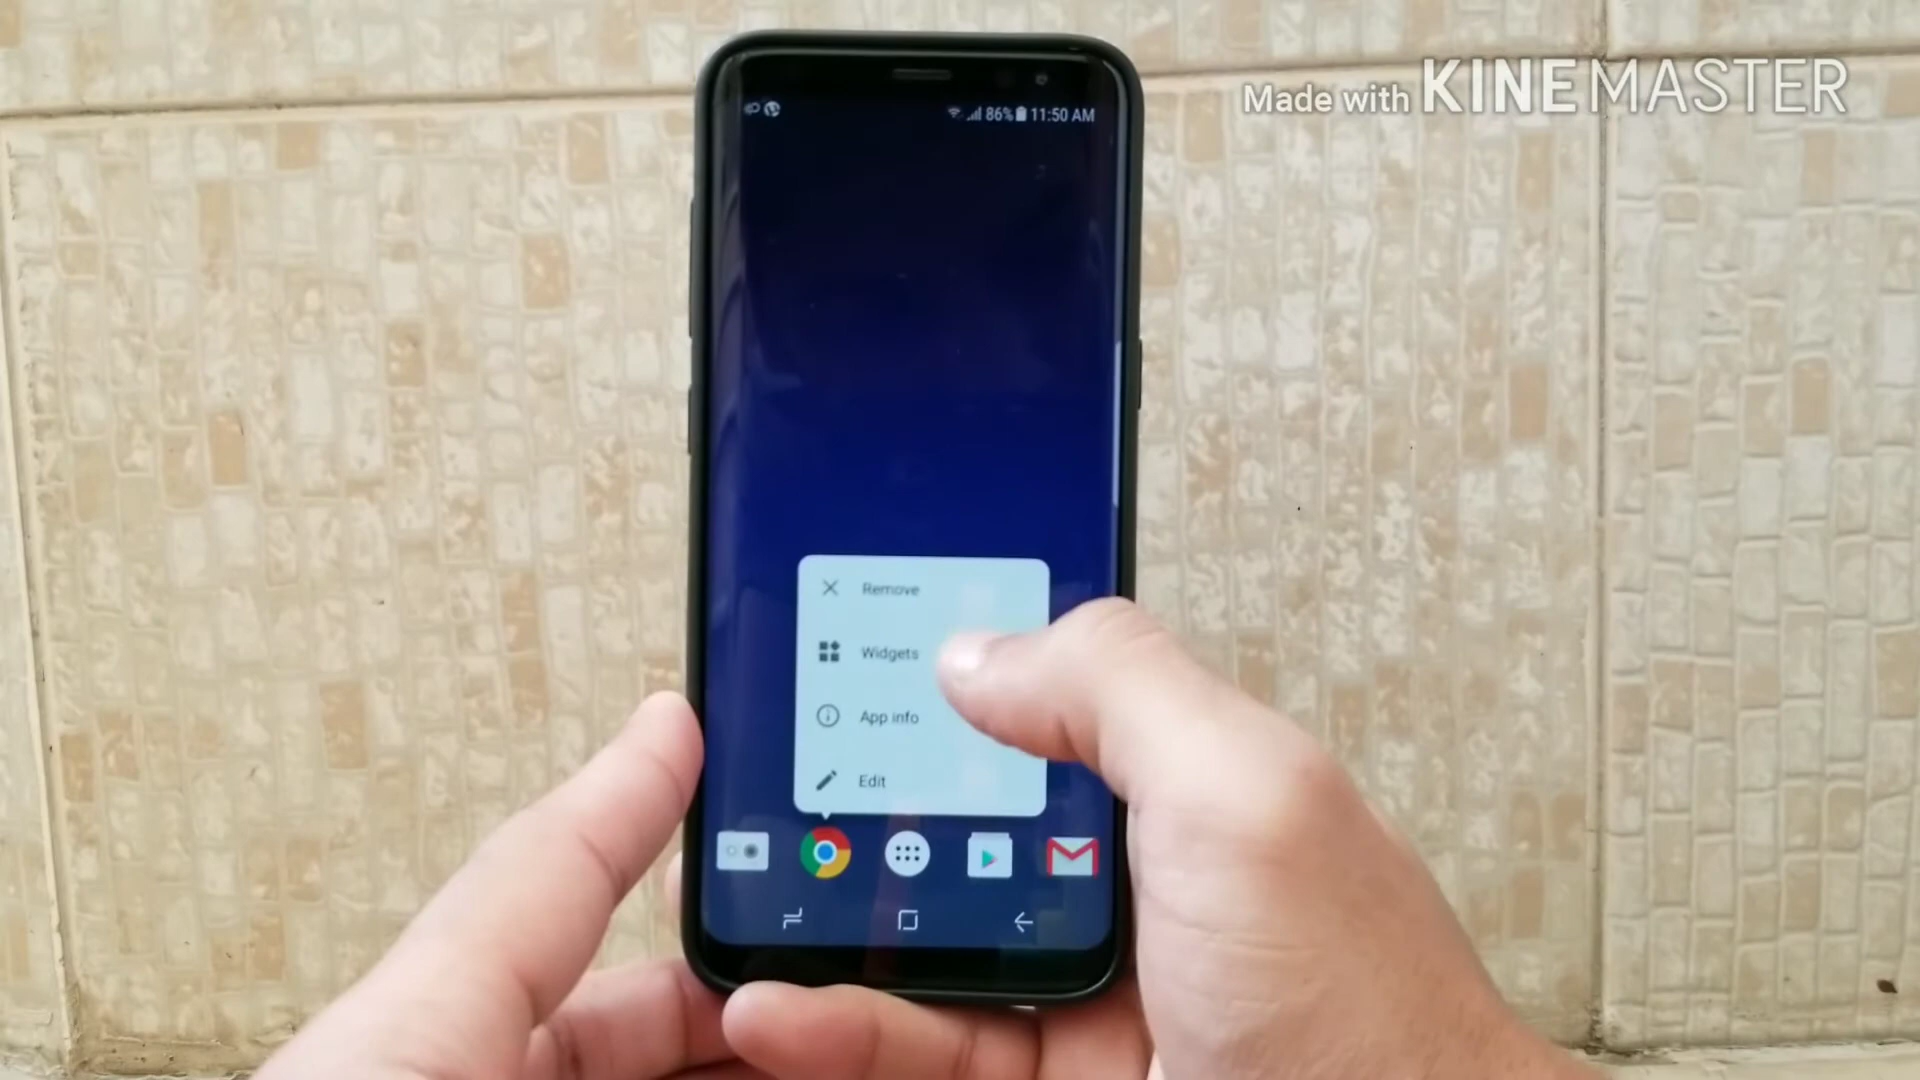 Made with KINEMASTER
86% 11:50 AM
Remove
Widgets
App info
Edit